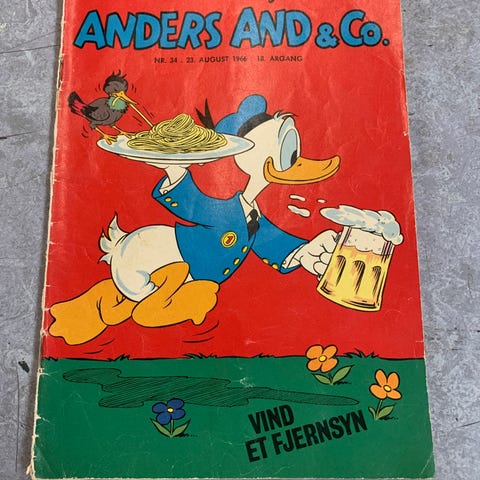 ANDERS AND & Co.
NR. 34 . 23. AUGUST 1966 18. ÅRGANG
VIND
ET FJERNSYN